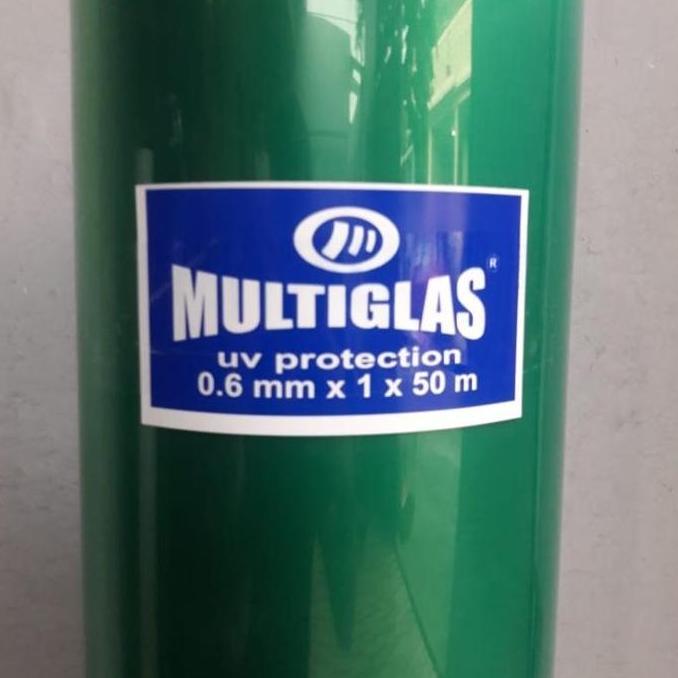 MULTIGLAS ®
uv protection
0.6 mm x 1 x 50 m